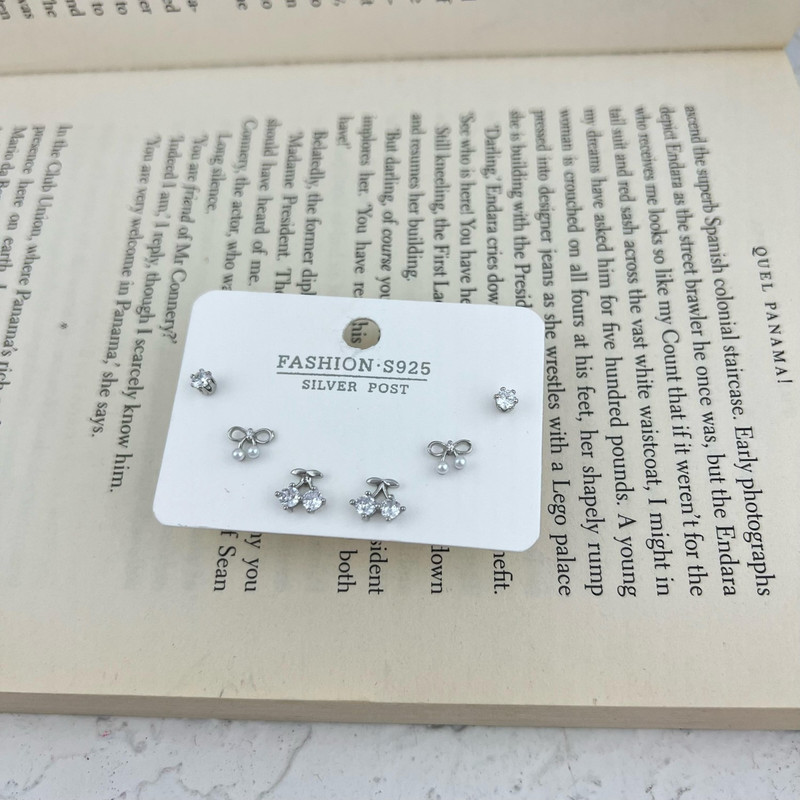 FASHION·S925
SILVER POST
his
QUEL PANAMA!
ascend the superb Spanish colonial staircase. Early photographs
depict Endara as the street brawler he once was, but the Endara
who receives me looks so like my Count that if it weren't for the
tail suit and red sash across the vast white waistcoat, I might in
my dreams have asked him for five hundred pounds. A young
woman is crouched on all fours at his feet, her shapely rump
pressed into designer jeans as she wrestles with a Lego palace
she is building with the Presid nefit.
'Darling,' Endara cries dow
'See who is here! You have he
Still kneeling, the First La down
and resumes her building.
'But darling, of course you
implores her. 'You have re both
have!'
Belatedly, the former dipl
'Madame President. The
should have heard of me.
Connery, the actor, who wa
Long silence.
'You are friend of Mr Connery?'
'Indeed I am,' I reply, though I scarcely know him.
'You are very welcome in Panama,' she says.
In the Club Union, where Panama's rich
presence here on earth, I